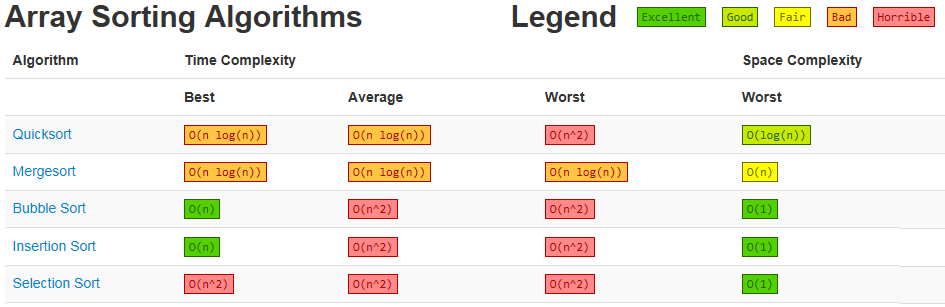 Array Sorting Algorithms Legend Excellent Good Fair Bad Horrible
Algorithm Time Complexity Space Complexity
Best Average Worst Worst
Quicksort O(n log(n)) O(n log(n)) O(n^2) O(log(n))
Mergesort O(n log(n)) O(n log(n)) O(n log(n)) O(n)
Bubble Sort O(n) O(n^2) O(n^2) O(1)
Insertion Sort O(n) O(n^2) O(n^2) O(1)
Selection Sort O(n^2) O(n^2) O(n^2) O(1)